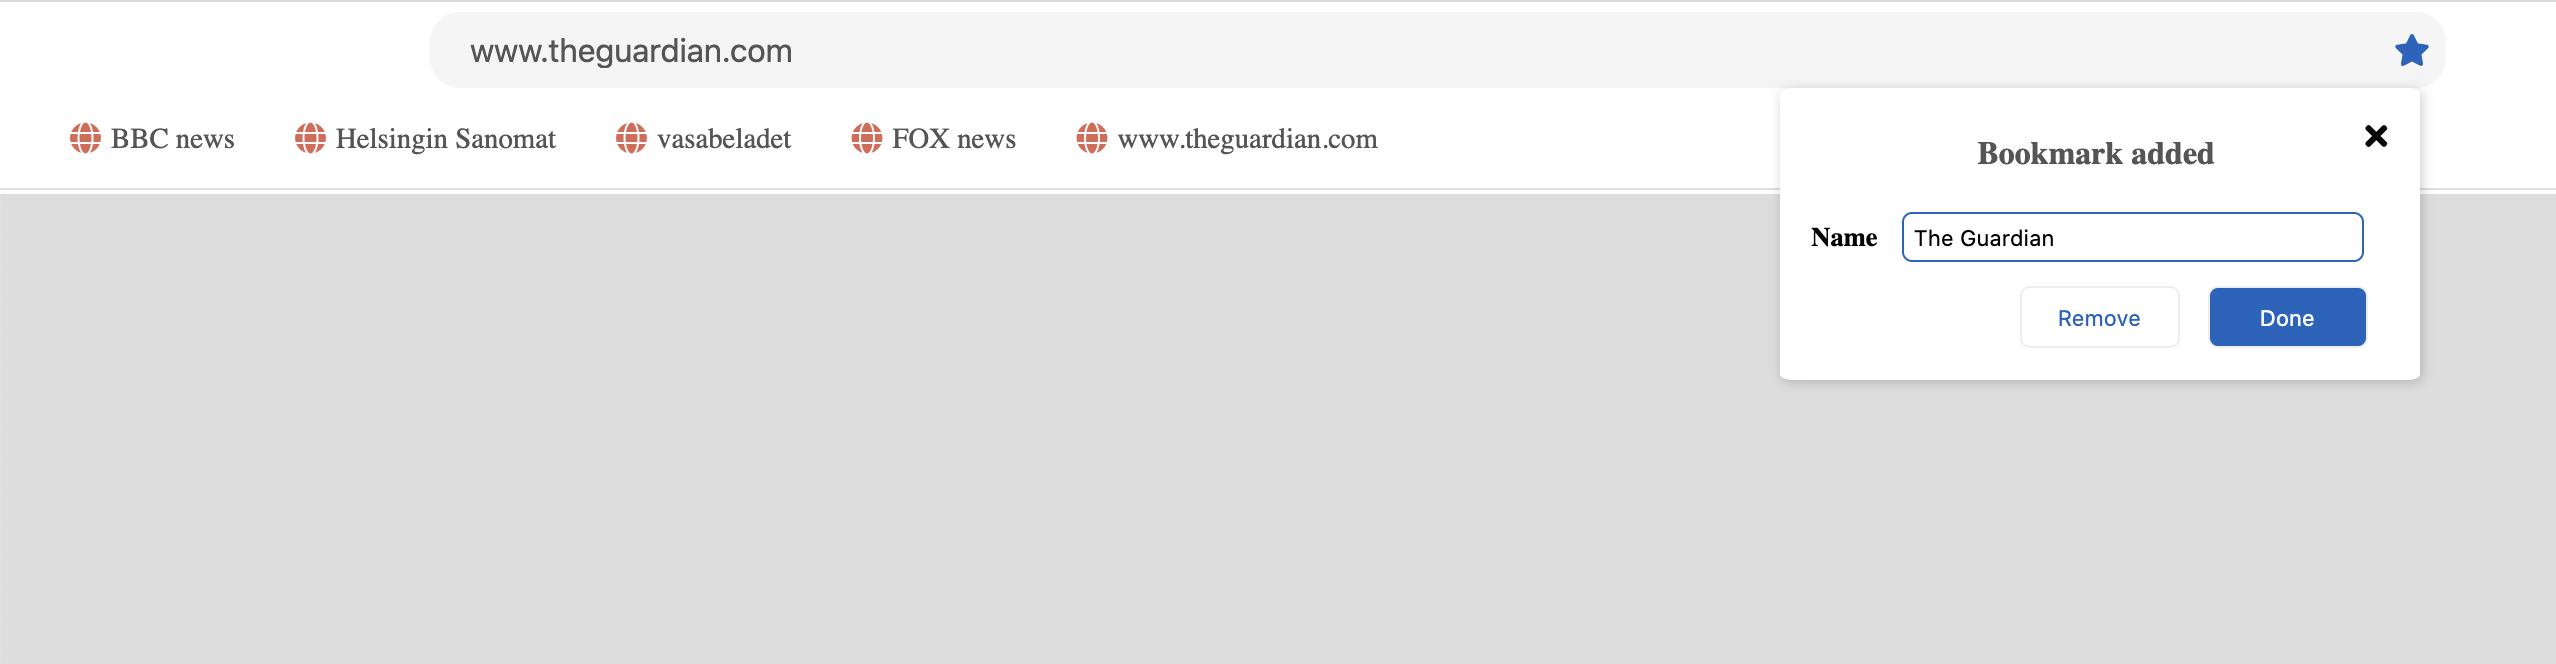 www.theguardian.com
BBC news Helsingin Sanomat vasabeladet FOX news www.theguardian.com
Bookmark added
Name The Guardian
Remove Done